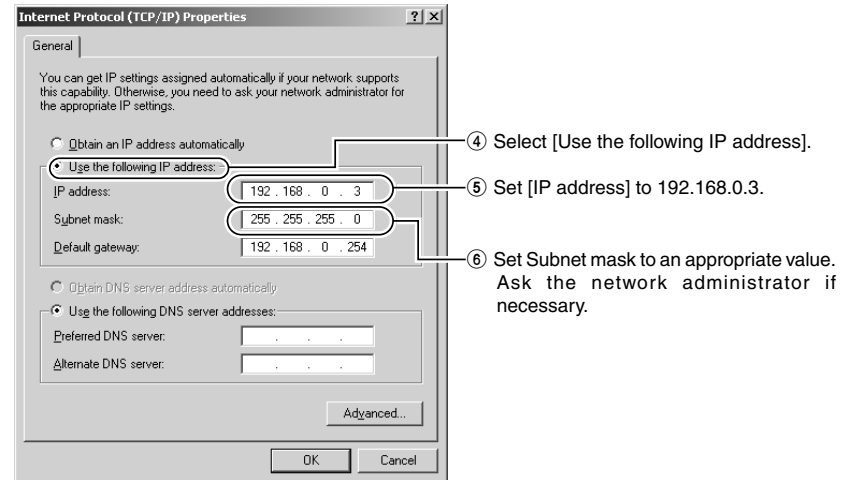 Internet Protocol (TCP/IP) Properties
General
You can get IP settings assigned automatically if your network supports
this capability. Otherwise, you need to ask your network administrator for
the appropriate IP settings.
Obtain an IP address automatically
Use the following IP address:
IP address: 192 . 168 . 0 . 3
Subnet mask: 255 . 255 . 255 . 0
Default gateway: 192 . 168 . 0 . 254
Obtain DNS server address automatically
Use the following DNS server addresses:
Preferred DNS server: . . .
Alternate DNS server: . . .
Advanced...
OK Cancel
④ Select [Use the following IP address].
⑤ Set [IP address] to 192.168.0.3.
⑥ Set Subnet mask to an appropriate value.
Ask the network administrator if
necessary.